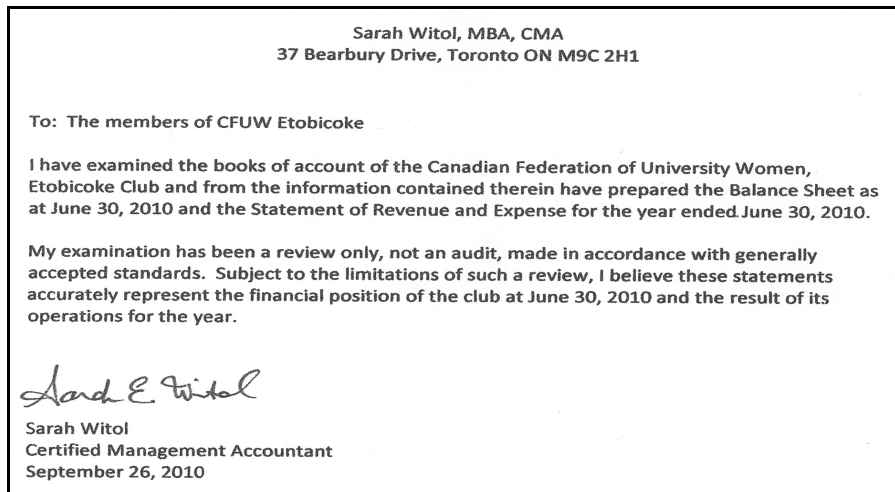 Sarah Witol, MBA, CMA
37 Bearbury Drive, Toronto ON M9C 2H1
To: The members of CFUW Etobicoke
I have examined the books of account of the Canadian Federation of University Women,
Etobicoke Club and from the information contained therein have prepared the Balance Sheet as
at June 30, 2010 and the Statement of Revenue and Expense for the year ended June 30, 2010.
My examination has been a review only, not an audit, made in accordance with generally
accepted standards. Subject to the limitations of such a review, I believe these statements
accurately represent the financial position of the club at June 30, 2010 and the result of its
operations for the year.
Sarah E. Witol
Sarah Witol
Certified Management Accountant
September 26, 2010